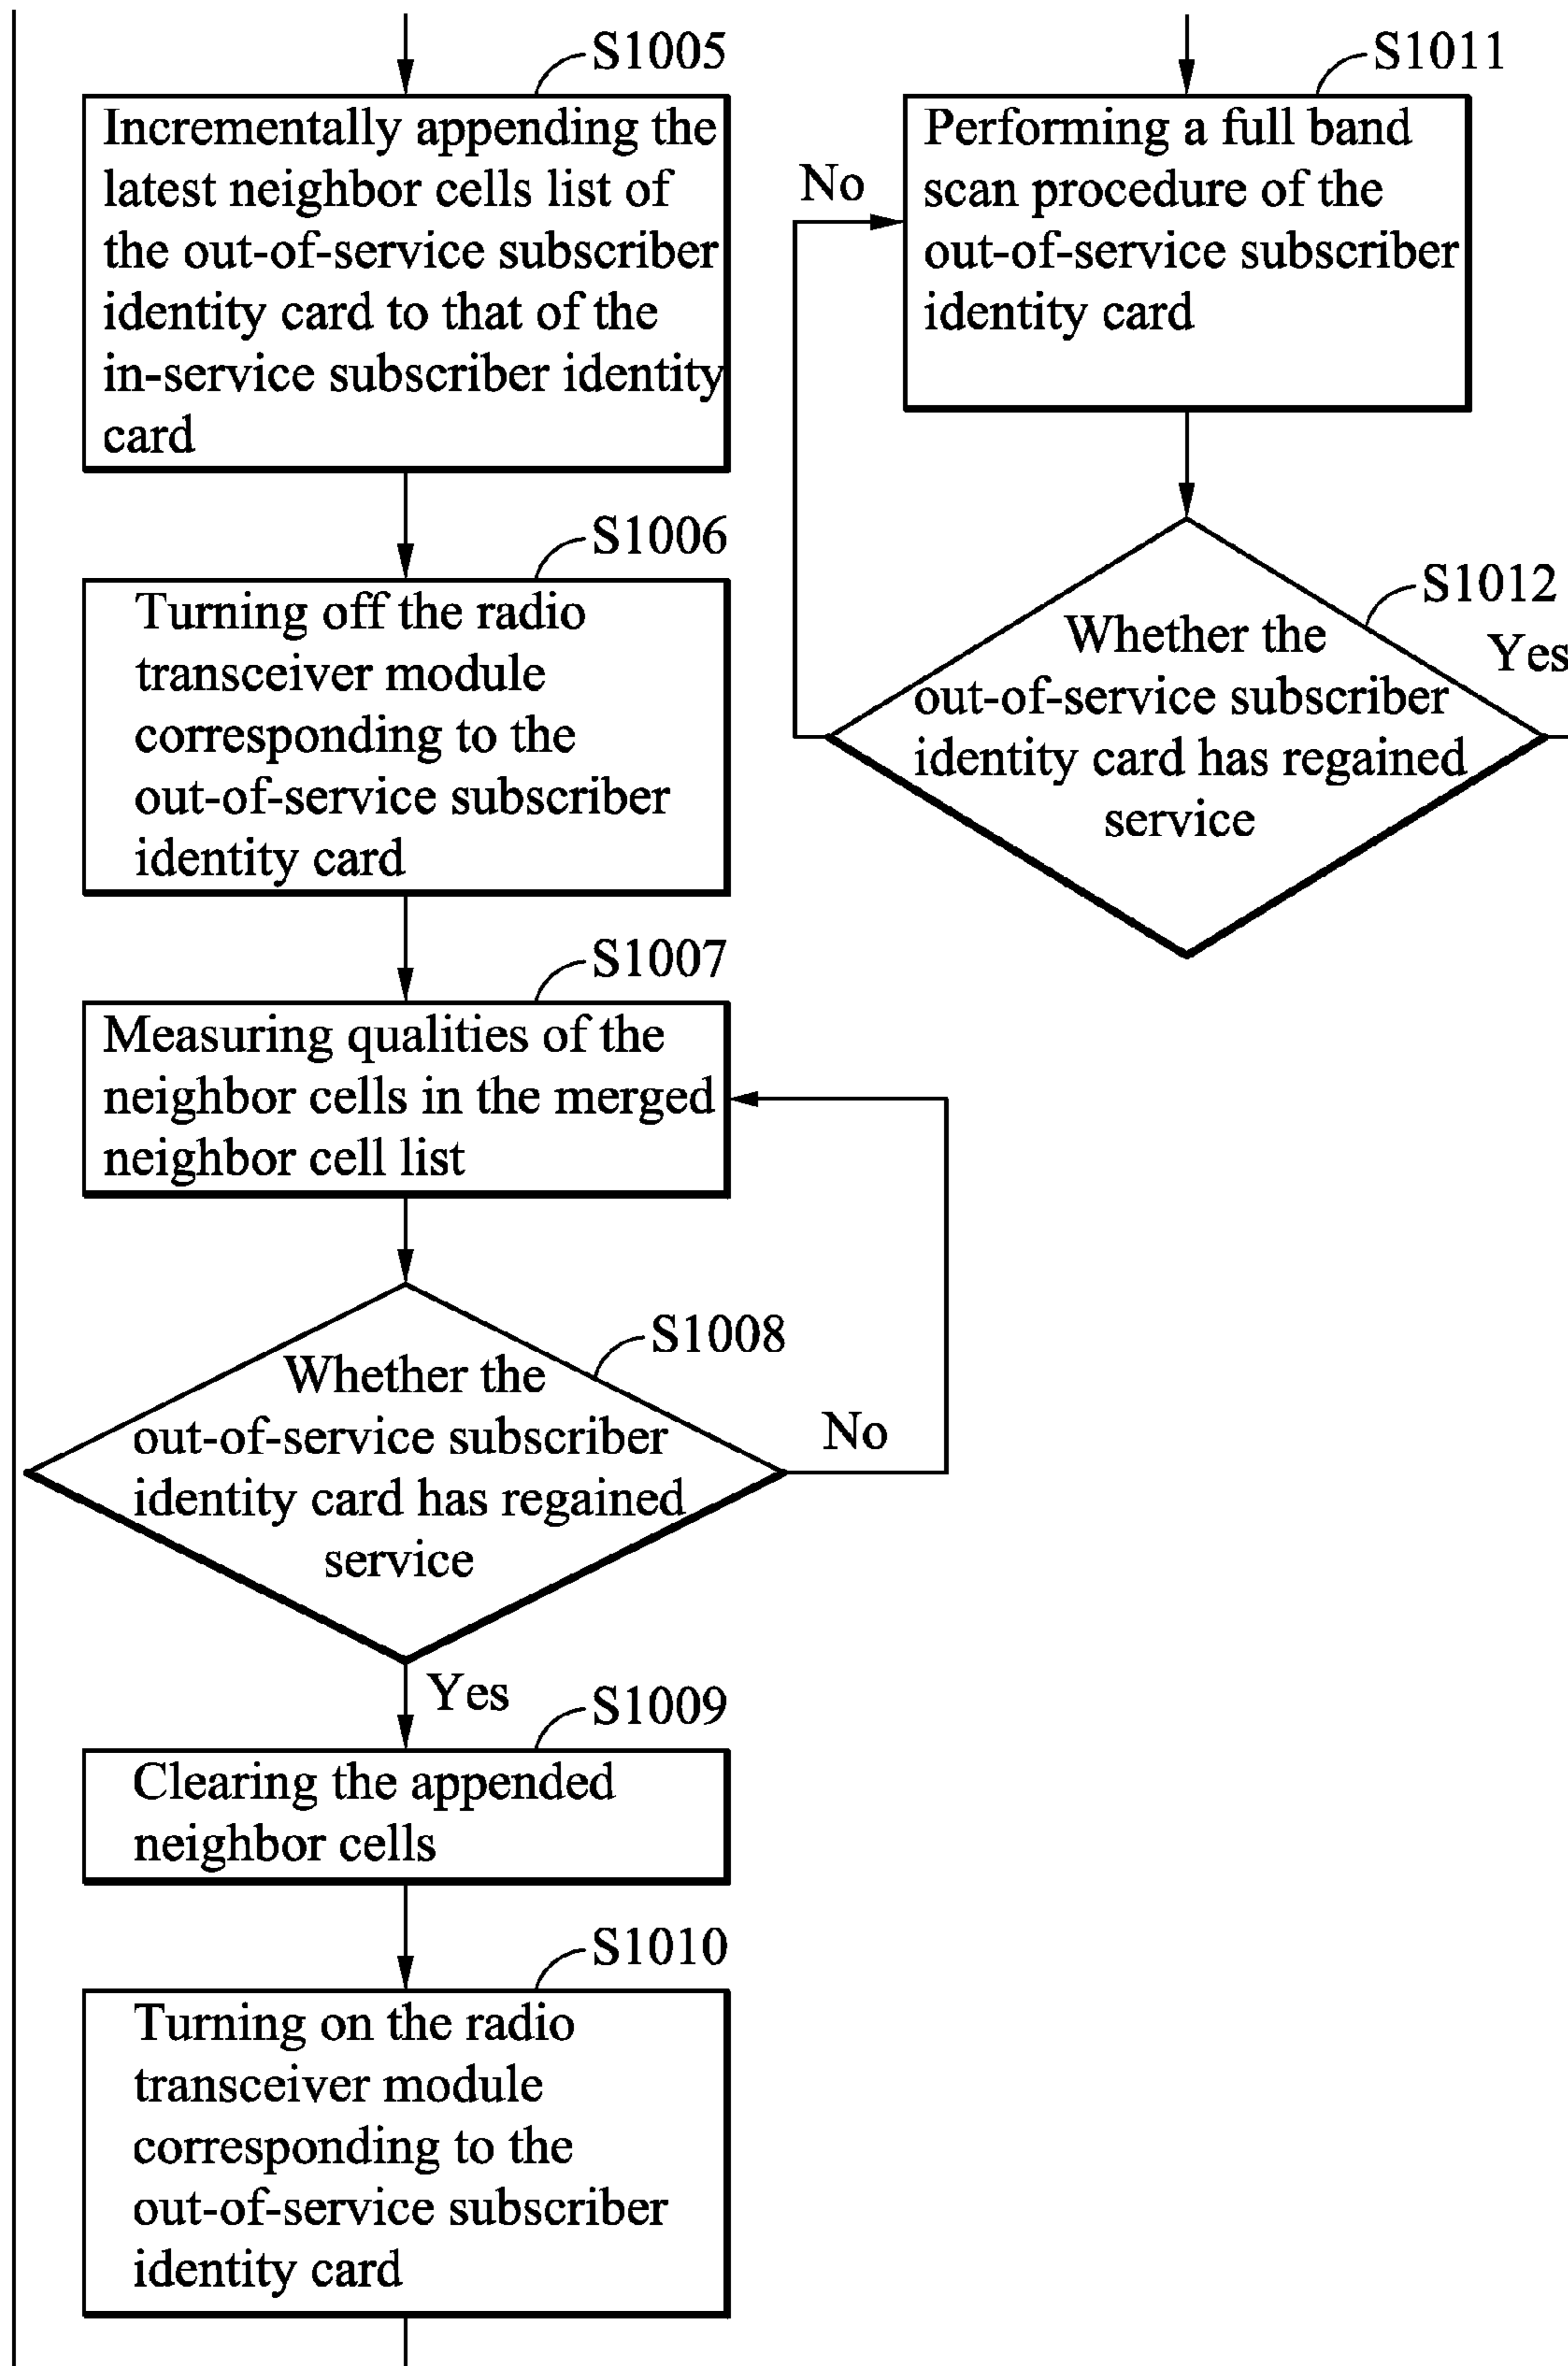 S1005
Incrementally appending the
latest neighbor cells list of
the out-of-service subscriber
identity card to that of the
in-service subscriber identity
card
S1006
Turning off the radio
transceiver module
corresponding to the
out-of-service subscriber
identity card
S1007
Measuring qualities of the
neighbor cells in the merged
neighbor cell list
S1008
Whether the
out-of-service subscriber
identity card has regained
service
No
Yes
S1009
Clearing the appended
neighbor cells
S1010
Turning on the radio
transceiver module
corresponding to the
out-of-service subscriber
identity card
S1011
Performing a full band
scan procedure of the
out-of-service subscriber
identity card
No
S1012
Yes
Whether the
out-of-service subscriber
identity card has regained
service